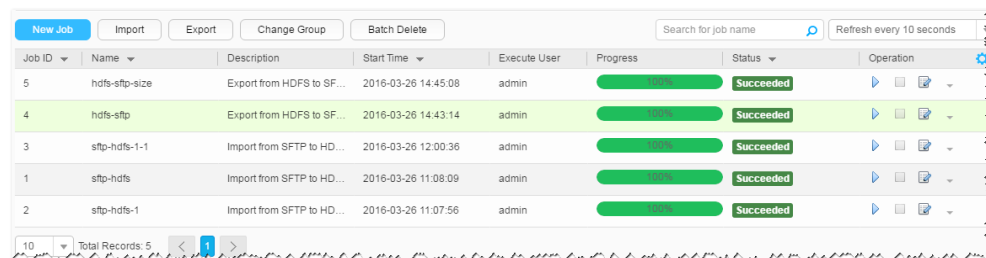 New Job Import Export Change Group Batch Delete Search for job name Refresh every 10 seconds
Job ID Name Description Start Time Execute User Progress Status Operation
5 hdfs-sftp-size Export from HDFS to SF... 2016-03-26 14:45:08 admin 100% Succeeded
4 hdfs-sftp Export from HDFS to SF... 2016-03-26 14:43:14 admin 100% Succeeded
3 sftp-hdfs-1-1 Import from SFTP to HD... 2016-03-26 12:00:36 admin 100% Succeeded
1 sftp-hdfs Import from SFTP to HD... 2016-03-26 11:08:09 admin 100% Succeeded
2 sftp-hdfs-1 Import from SFTP to HD... 2016-03-26 11:07:56 admin 100% Succeeded
10 Total Records: 5 < 1 >